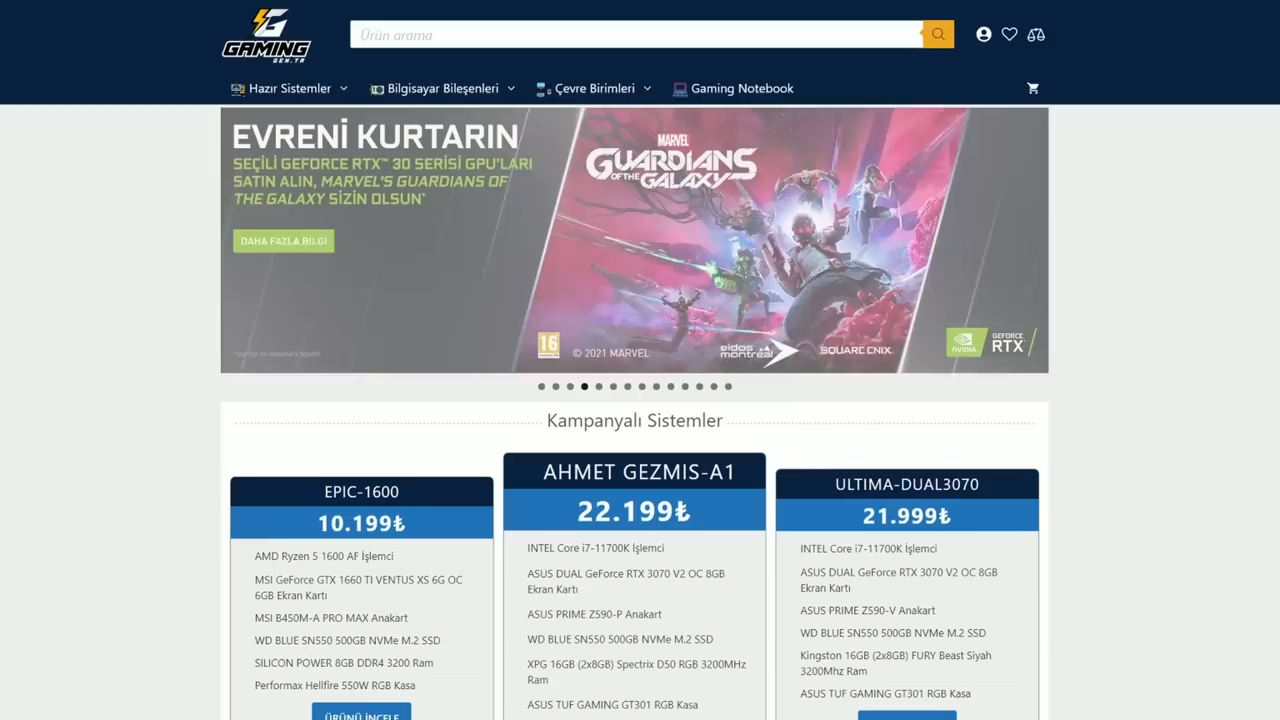 GAMING
GEN.TR
Ürün arama
Hazır Sistemler
Bilgisayar Bileşenleri
Çevre Birimleri
Gaming Notebook
EVRENİ KURTARIN
SEÇİLİ GEFORCE RTX™ 30 SERİSİ GPU'LARI
SATIN ALIN, MARVEL'S GUARDIANS OF
THE GALAXY SİZİN OLSUN*
DAHA FAZLA BİLGİ
MARVEL
GUARDIANS
OF THE
GALAXY
16
© 2021 MARVEL
eidos
montréal
SQUARE ENIX
NVIDIA
GEFORCE
RTX
Kampanyalı Sistemler
EPIC-1600
10.199₺
AMD Ryzen 5 1600 AF İşlemci
MSI GeForce GTX 1660 TI VENTUS XS 6G OC
6GB Ekran Kartı
MSI B450M-A PRO MAX Anakart
WD BLUE SN550 500GB NVMe M.2 SSD
SILICON POWER 8GB DDR4 3200 Ram
Performax Hellfire 550W RGB Kasa
ÜRÜNÜ İNCELE
AHMET GEZMIS-A1
22.199₺
INTEL Core i7-11700K İşlemci
ASUS DUAL GeForce RTX 3070 V2 OC 8GB
Ekran Kartı
ASUS PRIME Z590-P Anakart
WD BLUE SN550 500GB NVMe M.2 SSD
XPG 16GB (2x8GB) Spectrix D50 RGB 3200MHz
Ram
ASUS TUF GAMING GT301 RGB Kasa
ULTIMA-DUAL3070
21.999₺
INTEL Core i7-11700K İşlemci
ASUS DUAL GeForce RTX 3070 V2 OC 8GB
Ekran Kartı
ASUS PRIME Z590-V Anakart
WD BLUE SN550 500GB NVMe M.2 SSD
Kingston 16GB (2x8GB) FURY Beast Siyah
3200Mhz Ram
ASUS TUF GAMING GT301 RGB Kasa